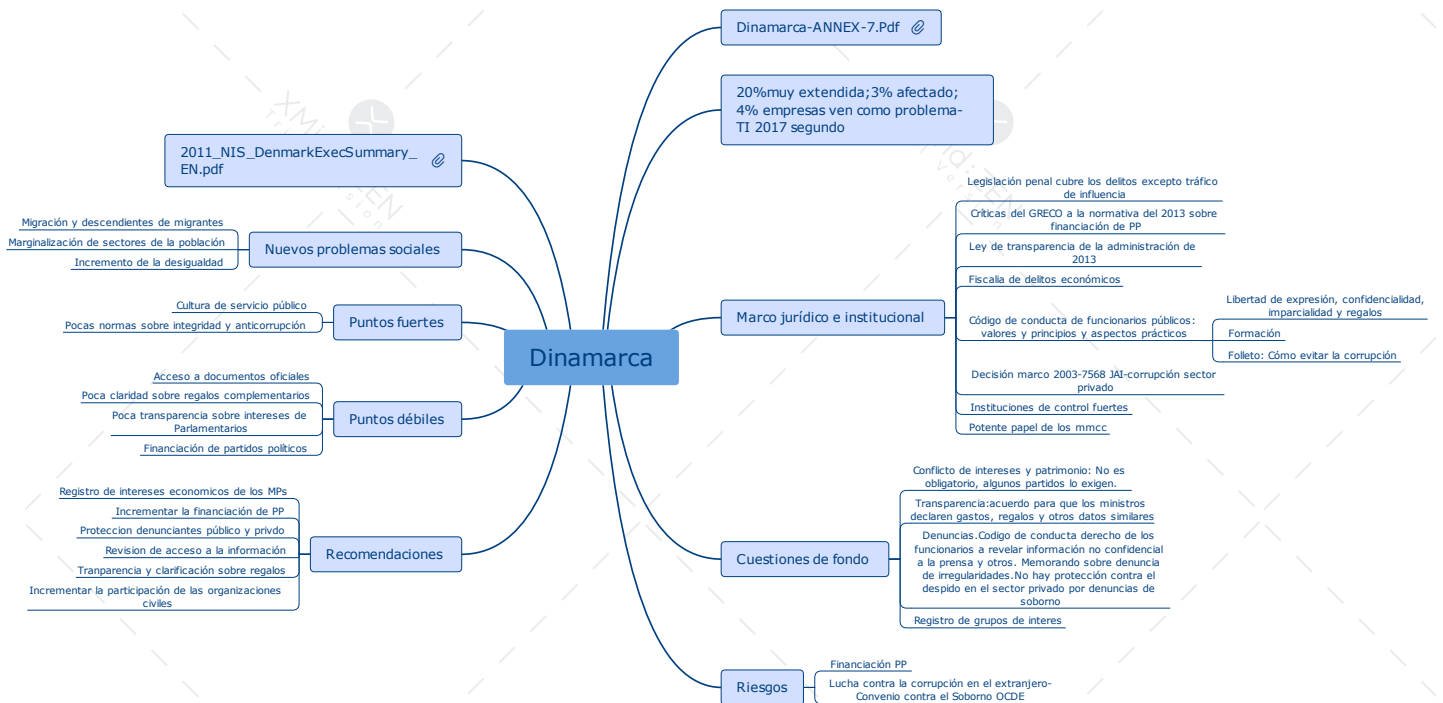 Dinamarca
Dinamarca-ANNEX-7.Pdf
20%muy extendida;3% afectado;
4% empresas ven como problema-
TI 2017 segundo
Marco jurídico e institucional
Legislación penal cubre los delitos excepto tráfico
de influencia
Críticas del GRECO a la normativa del 2013 sobre
financiación de PP
Ley de transparencia de la administración de
2013
Fiscalia de delitos económicos
Código de conducta de funcionarios públicos:
valores y principios y aspectos prácticos
Libertad de expresión, confidencialidad,
imparcialidad y regalos
Formación
Folleto: Cómo evitar la corrupción
Decisión marco 2003-7568 JAI-corrupción sector
privado
Instituciones de control fuertes
Potente papel de los mmcc
Cuestiones de fondo
Conflicto de intereses y patrimonio: No es
obligatorio, algunos partidos lo exigen.
Transparencia:acuerdo para que los ministros
declaren gastos, regalos y otros datos similares
Denuncias.Codigo de conducta derecho de los
funcionarios a revelar información no confidencial
a la prensa y otros. Memorando sobre denuncia
de irregularidades.No hay protección contra el
despido en el sector privado por denuncias de
soborno
Registro de grupos de interes
Riesgos
Financiación PP
Lucha contra la corrupción en el extranjero-
Convenio contra el Soborno OCDE
2011_NIS_DenmarkExecSummary_
EN.pdf
Nuevos problemas sociales
Migración y descendientes de migrantes
Marginalización de sectores de la población
Incremento de la desigualdad
Puntos fuertes
Cultura de servicio público
Pocas normas sobre integridad y anticorrupción
Puntos débiles
Acceso a documentos oficiales
Poca claridad sobre regalos complementarios
Poca transparencia sobre intereses de
Parlamentarios
Financiación de partidos políticos
Recomendaciones
Registro de intereses economicos de los MPs
Incrementar la financiación de PP
Proteccion denunciantes público y privdo
Revision de acceso a la información
Tranparencia y clarificación sobre regalos
Incrementar la participación de las organizaciones
civiles